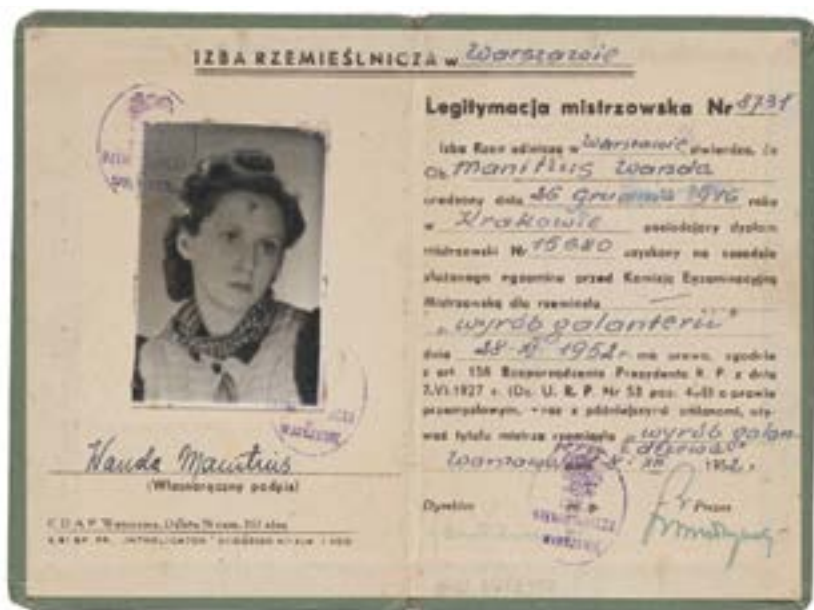 IZBA RZEMIEŚLNICZA w Warszawie
Wanda Manitius
(Własnoręczny podpis)
Legitymacja mistrzowska Nr
Izba Rzemieślnicza w Warszawie stwierdza, że
Ob. Manitius Wanda
urodzony dnia 26 grudnia 1916 roku
w Krakowie posiadający dyplom
mistrzowski Nr 15680 uzyskany na zasadzie
złożonego egzaminu przed Komisją Egzaminacyjną
Mistrzowską dla rzemiosła
"wyrób galanterii"
dnia 28 XI 1952 r. ma prawo, zgodnie
z art. 158 Rozporządzenia Prezydenta R. P. z dnia
7.VI.1927 r. (Dz. U. R. P. Nr 53 poz. 468) o prawie
przemysłowym, wraz z późniejszymi zmianami, uży-
wać tytułu mistrza rzemiosła "wyrób galan-
Warszawa XII 1952 r.
Dyrektor Prezes